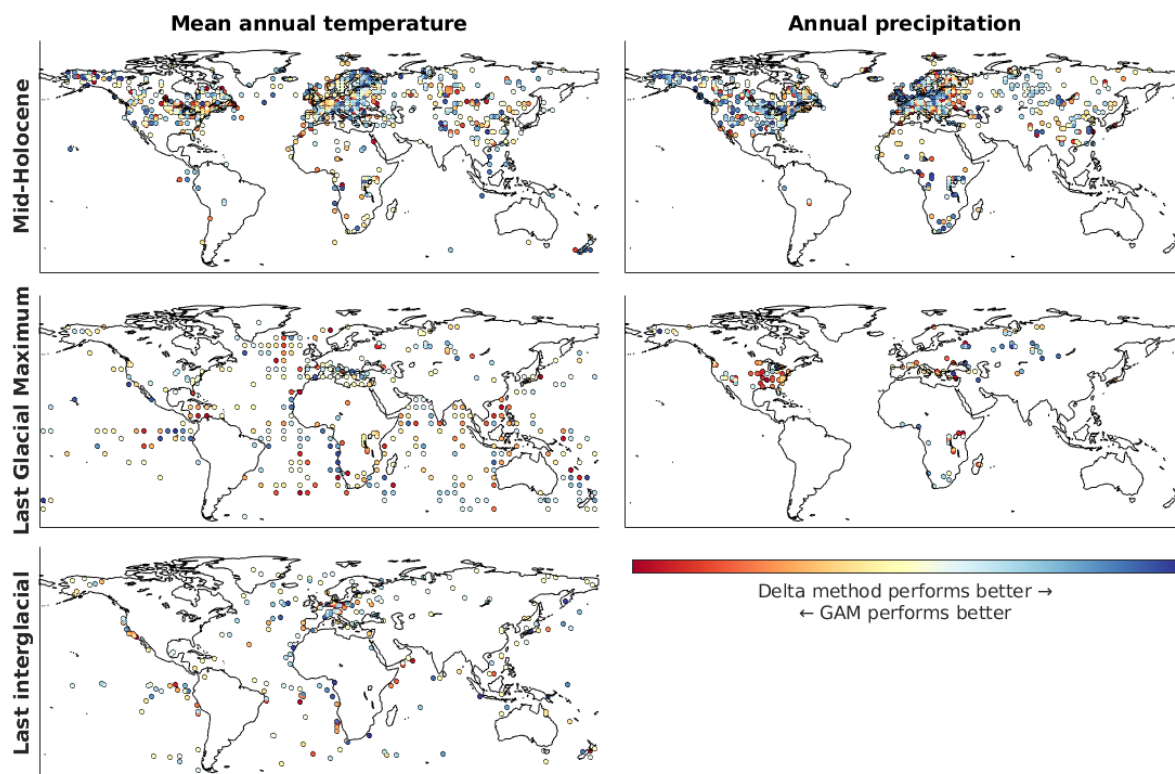 Mean annual temperature
Annual precipitation
Mid-Holocene
Last Glacial Maximum
Last interglacial
Delta method performs better →
← GAM performs better